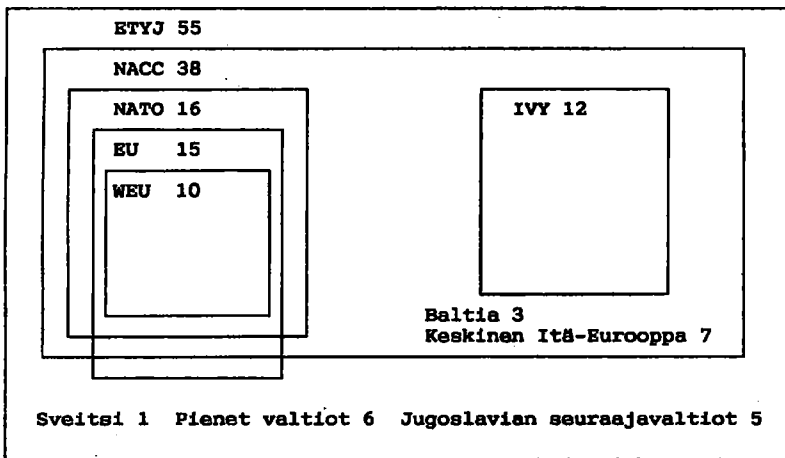 ETYJ 55
NACC 38
NATO 16
IVY 12
EU 15
WEU 10
Baltia 3
Keskinen Itä-Eurooppa 7
Sveitsi 1 Pienet valtiot 6 Jugoslavian seuraajavaltiot 5